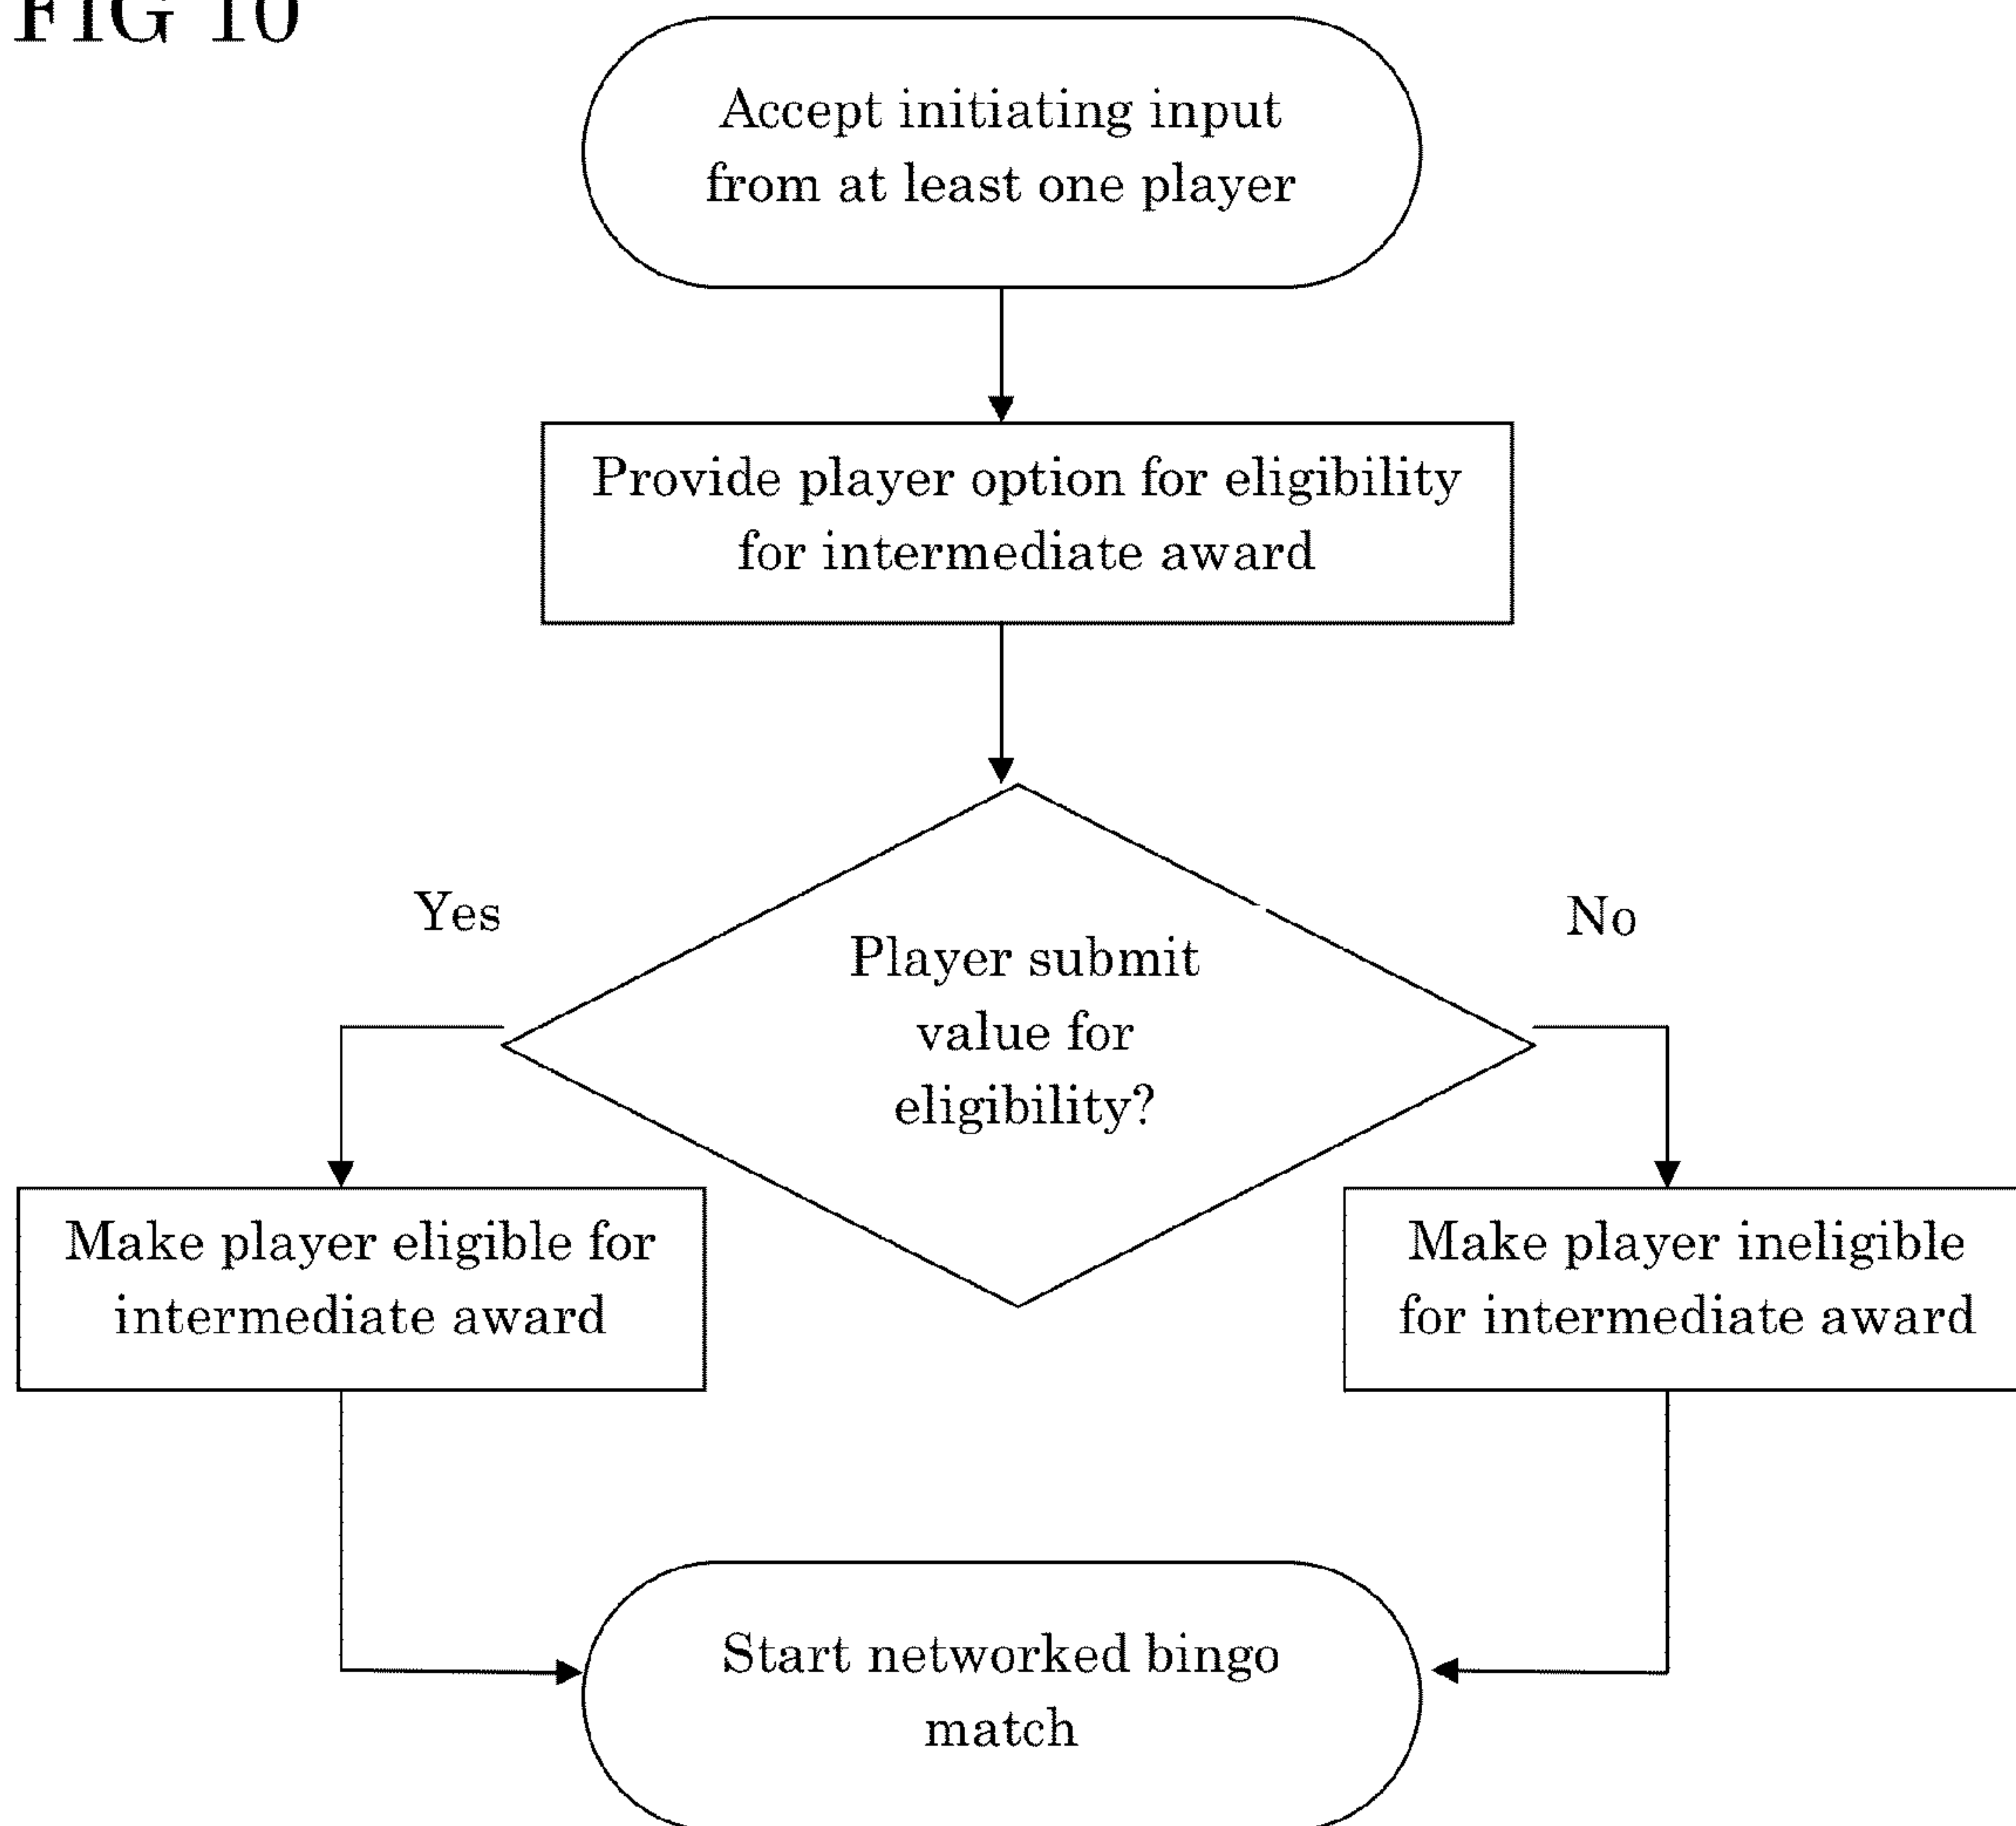 FIG 10
Accept initiating input
from at least one player
Provide player option for eligibility
for intermediate award
Yes
No
Player submit
value for
eligibility?
Make player eligible for
intermediate award
Make player ineligible
for intermediate award
Start networked bingo
match